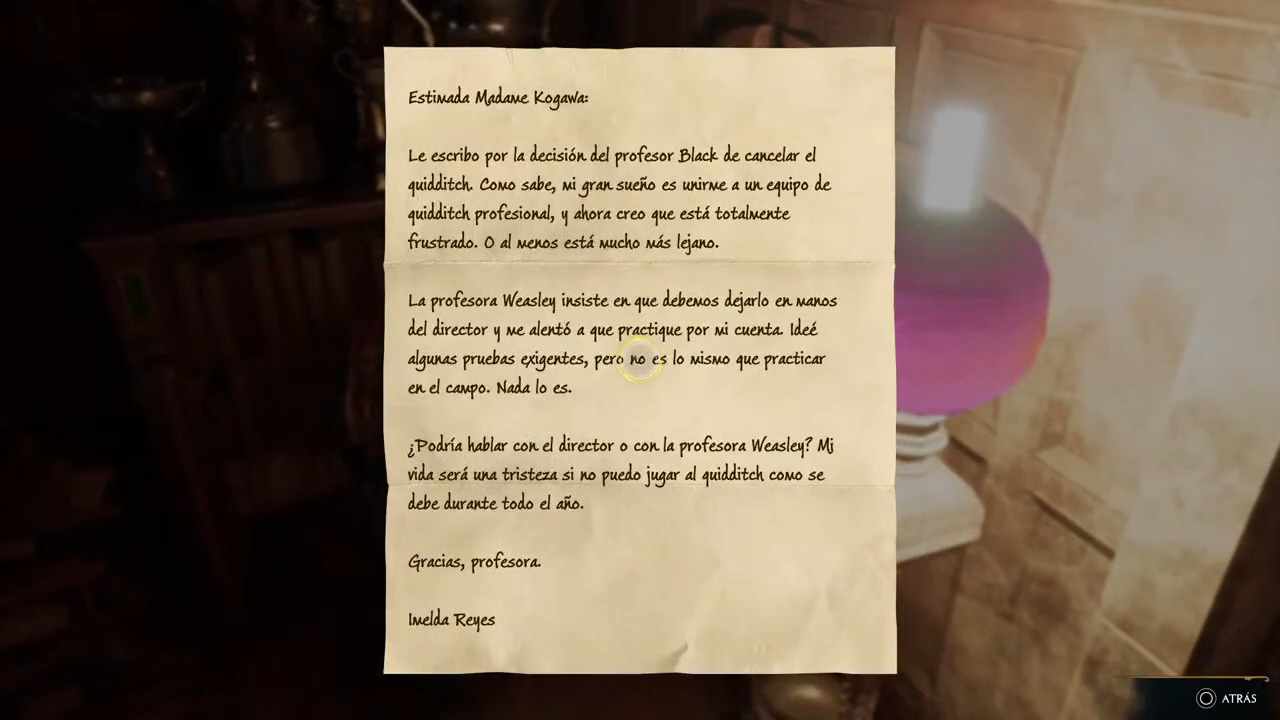 Estimada Madame Kogawa:
Le escribo por la decisión del profesor Black de cancelar el
quidditch. Como sabe, mi gran sueño es unirme a un equipo de
quidditch profesional, y ahora creo que está totalmente
frustrado. O al menos está mucho más lejano.
La profesora Weasley insiste en que debemos dejarlo en manos
del director y me alentó a que practique por mi cuenta. Ideé
algunas pruebas exigentes, pero no es lo mismo que practicar
en el campo. Nada lo es.
¿Podría hablar con el director o con la profesora Weasley? Mi
vida será una tristeza si no puedo jugar al quidditch como se
debe durante todo el año.
Gracias, profesora.
Imelda Reyes
ATRÁS